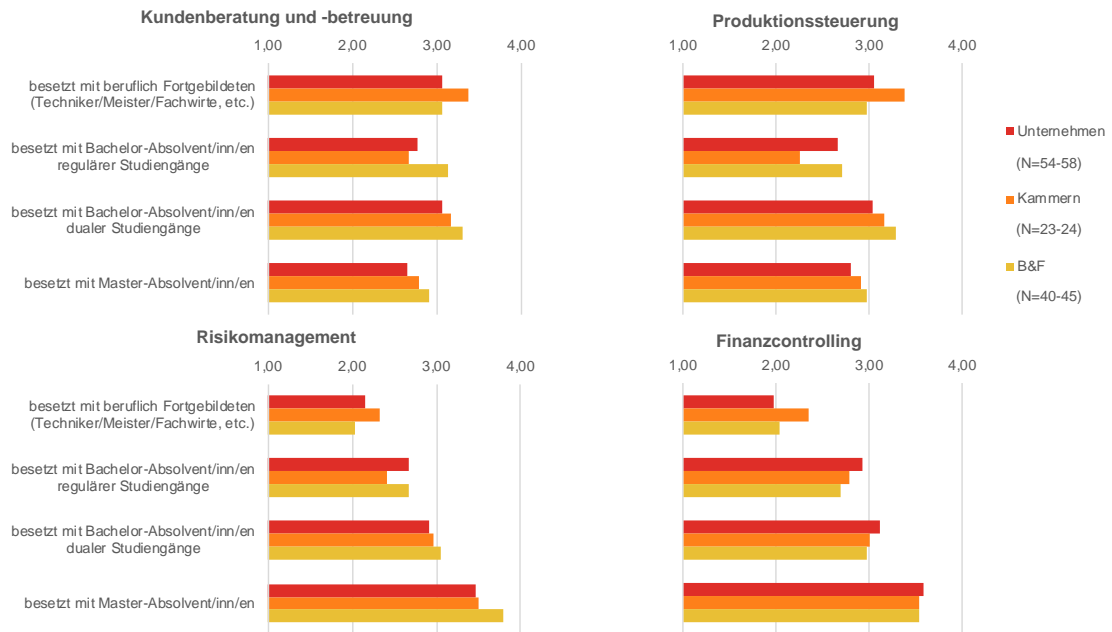 Kundenberatung und -betreuung
1,00 2,00 3,00 4,00
besetzt mit beruflich Fortgebildeten
(Techniker/Meister/Fachwirte, etc.)
besetzt mit Bachelor-Absolvent/inn/en
regulärer Studiengänge
besetzt mit Bachelor-Absolvent/inn/en
dualer Studiengänge
besetzt mit Master-Absolvent/inn/en
Produktionssteuerung
1,00 2,00 3,00 4,00
Unternehmen
(N=54-58)
Kammern
(N=23-24)
B&F
(N=40-45)
Risikomanagement
1,00 2,00 3,00 4,00
besetzt mit beruflich Fortgebildeten
(Techniker/Meister/Fachwirte, etc.)
besetzt mit Bachelor-Absolvent/inn/en
regulärer Studiengänge
besetzt mit Bachelor-Absolvent/inn/en
dualer Studiengänge
besetzt mit Master-Absolvent/inn/en
Finanzcontrolling
1,00 2,00 3,00 4,00